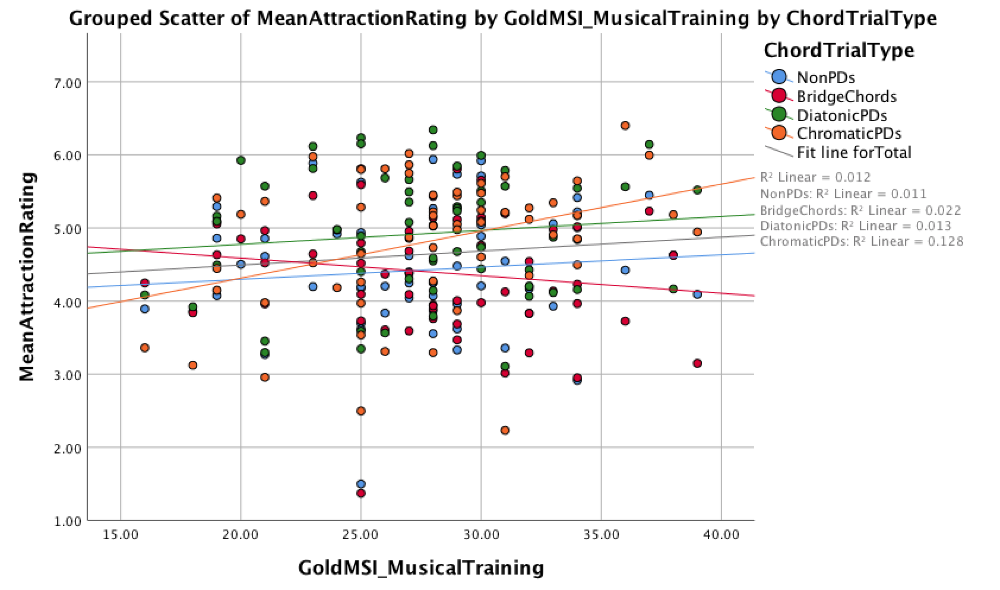 Grouped Scatter of MeanAttractionRating by GoldMSI_MusicalTraining by ChordTrialType
ChordTrialType
NonPDs
BridgeChords
DiatonicPDs
ChromaticPDs
Fit line forTotal
R² Linear = 0.012
NonPDs: R² Linear = 0.011
BridgeChords: R² Linear = 0.022
DiatonicPDs: R² Linear = 0.013
ChromaticPDs: R² Linear = 0.128
MeanAttractionRating
7.00
6.00
5.00
4.00
3.00
2.00
1.00
15.00 20.00 25.00 30.00 35.00 40.00
GoldMSI_MusicalTraining